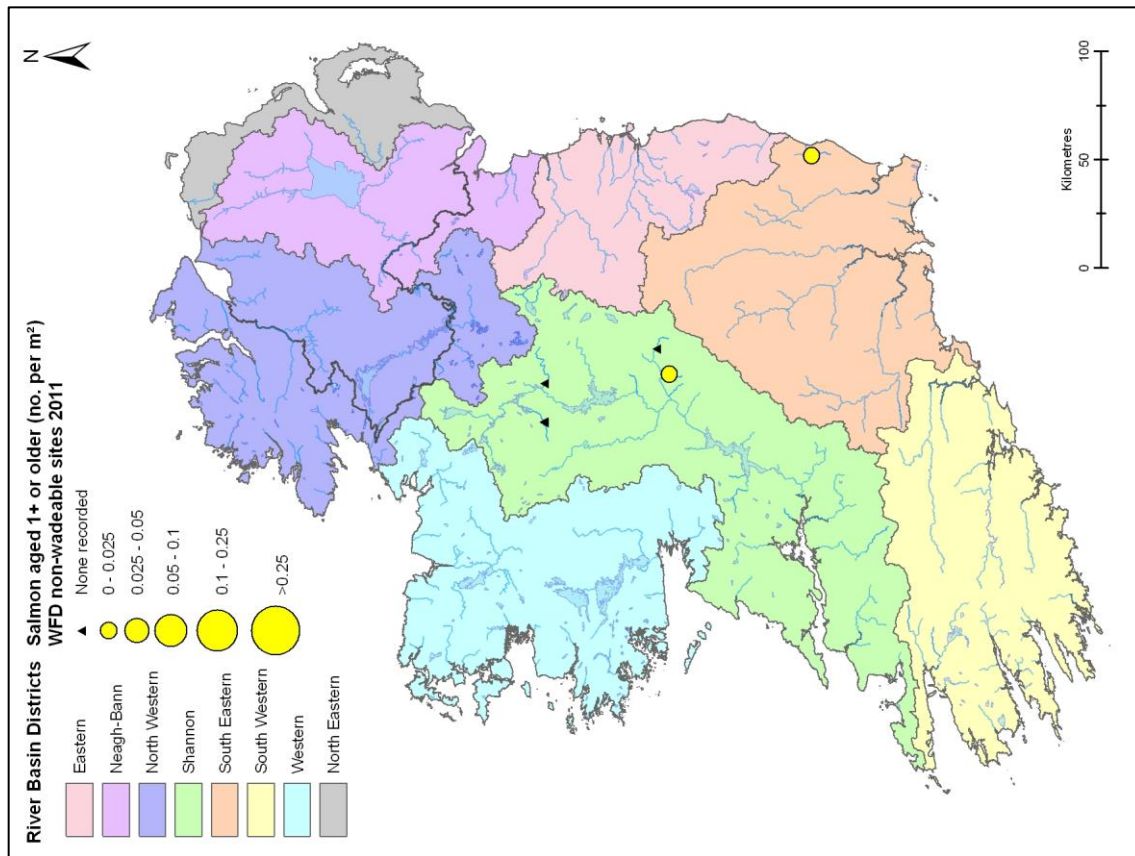 River Basin Districts
Eastern
Neagh-Bann
North Western
Shannon
South Eastern
South Western
Western
North Eastern
Salmon aged 1+ or older (no. per m²)
WFD non-wadeable sites 2011
None recorded
0 - 0.025
0.025 - 0.05
0.05 - 0.1
0.1 - 0.25
>0.25
N
0 50 100
Kilometres